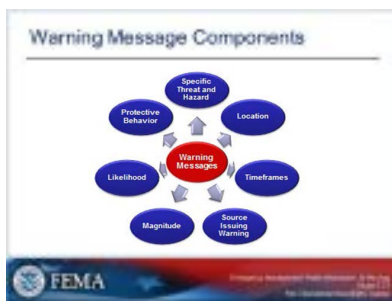 Warning Message Components
Specific
Threat and
Hazard
Protective
Behavior
Location
Warning
Messages
Likelihood
Timeframes
Magnitude
Source
Issuing
Warning
FEMA